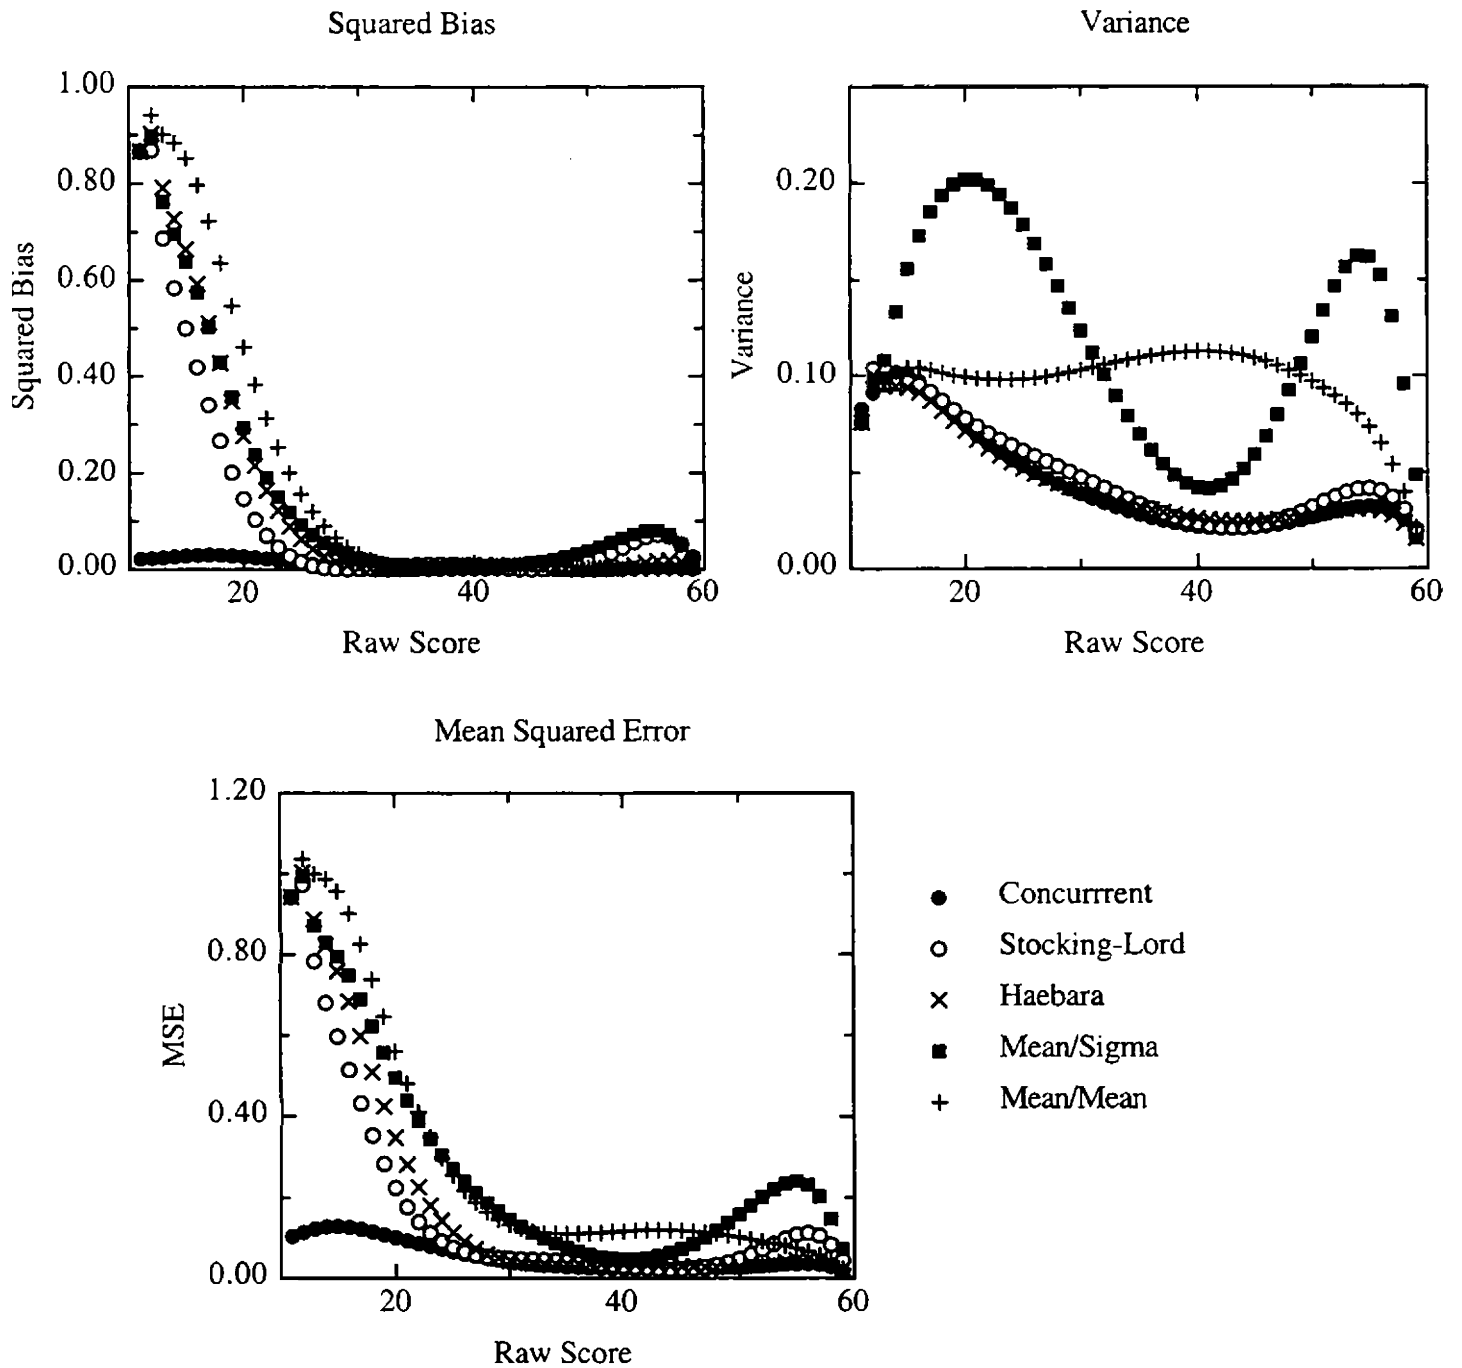 Squared Bias
Variance
1.00
0.80
0.60
0.40
0.20
0.00
Squared Bias
20
40
60
Raw Score
0.20
0.10
0.00
Variance
20
40
60
Raw Score
Mean Squared Error
1.20
0.80
0.40
0.00
MSE
20
40
60
Raw Score
Concurrrent
Stocking-Lord
Haebara
Mean/Sigma
Mean/Mean